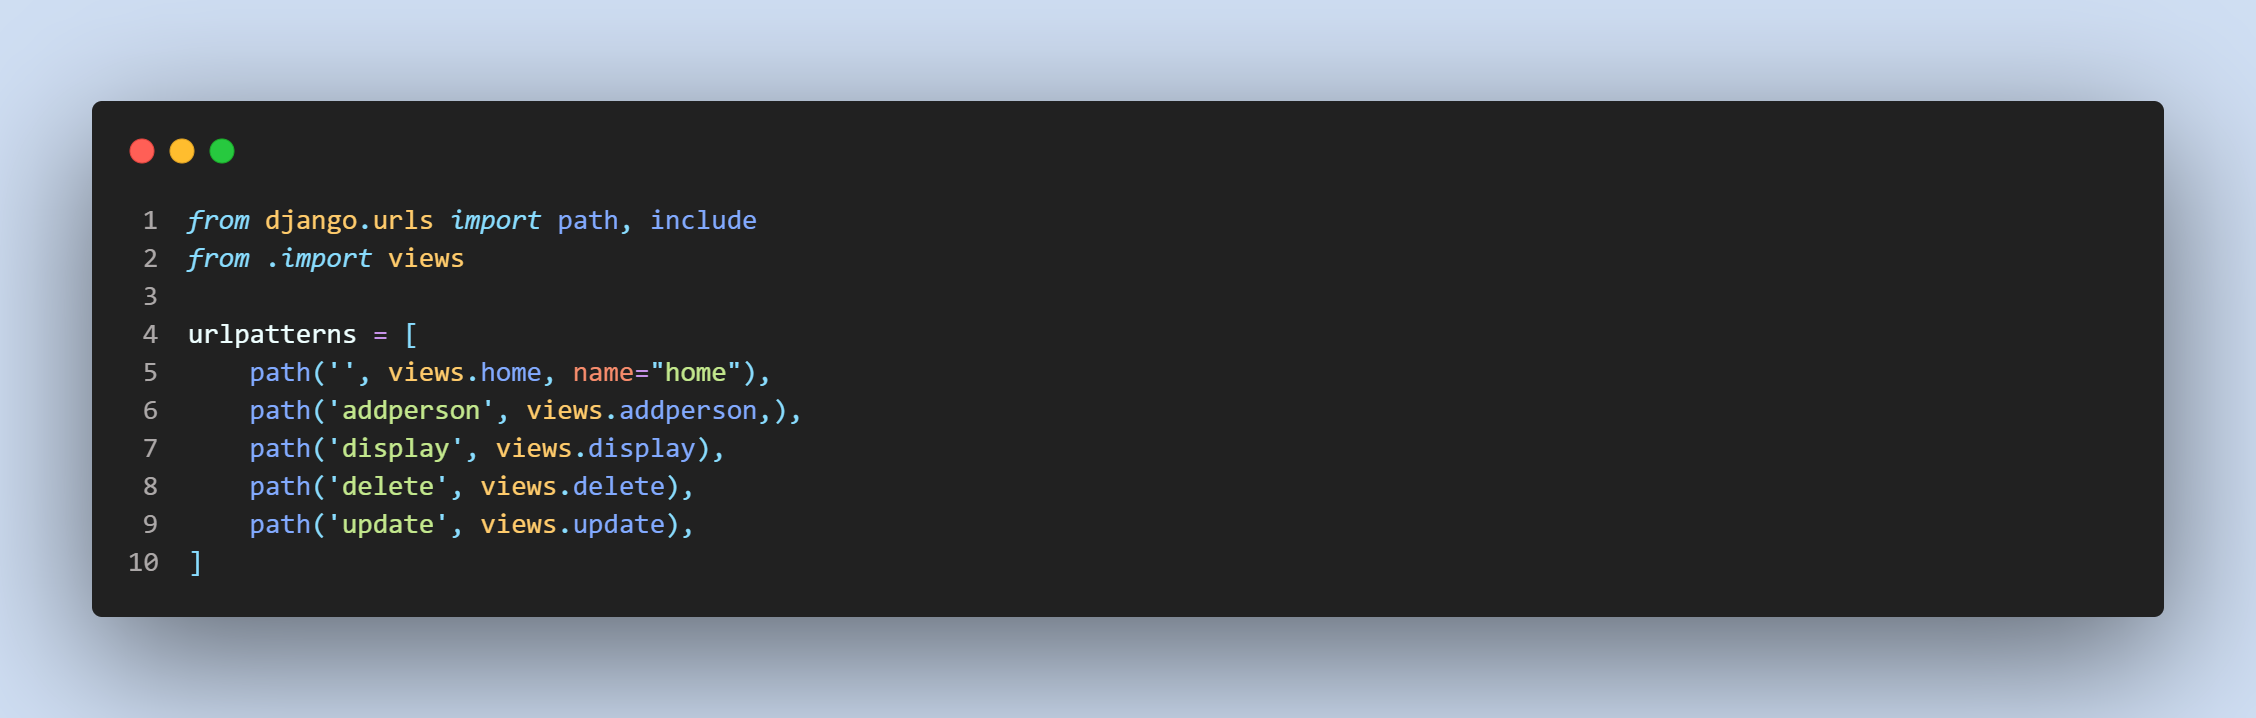 1 from django.urls import path, include
2 from .import views
3
4 urlpatterns = [
5     path('', views.home, name="home"),
6     path('addperson', views.addperson,),
7     path('display', views.display),
8     path('delete', views.delete),
9     path('update', views.update),
10 ]